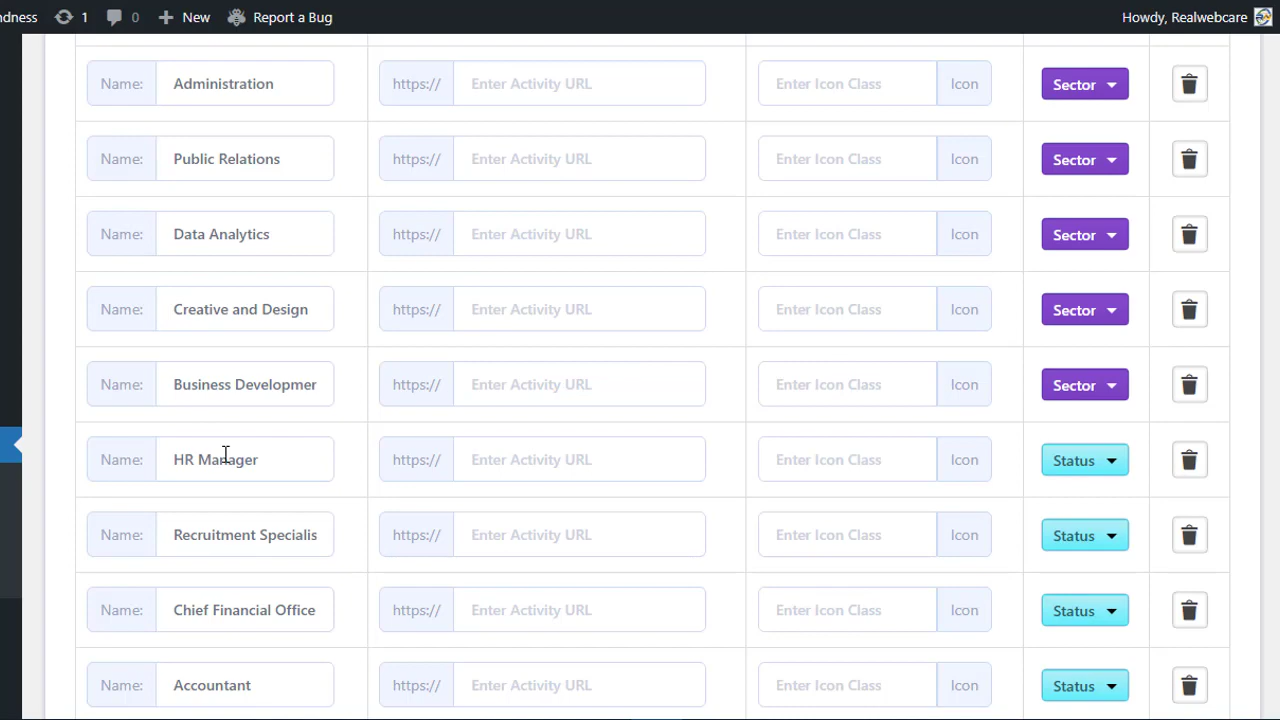 ndness 1 0 New Report a Bug Howdy, Realwebcare
Name: Administration https:// Enter Activity URL Enter Icon Class Icon Sector
Name: Public Relations https:// Enter Activity URL Enter Icon Class Icon Sector
Name: Data Analytics https:// Enter Activity URL Enter Icon Class Icon Sector
Name: Creative and Design https:// Enter Activity URL Enter Icon Class Icon Sector
Name: Business Developmer https:// Enter Activity URL Enter Icon Class Icon Sector
Name: HR Manager https:// Enter Activity URL Enter Icon Class Icon Status
Name: Recruitment Specialis https:// Enter Activity URL Enter Icon Class Icon Status
Name: Chief Financial Office https:// Enter Activity URL Enter Icon Class Icon Status
Name: Accountant https:// Enter Activity URL Enter Icon Class Icon Status